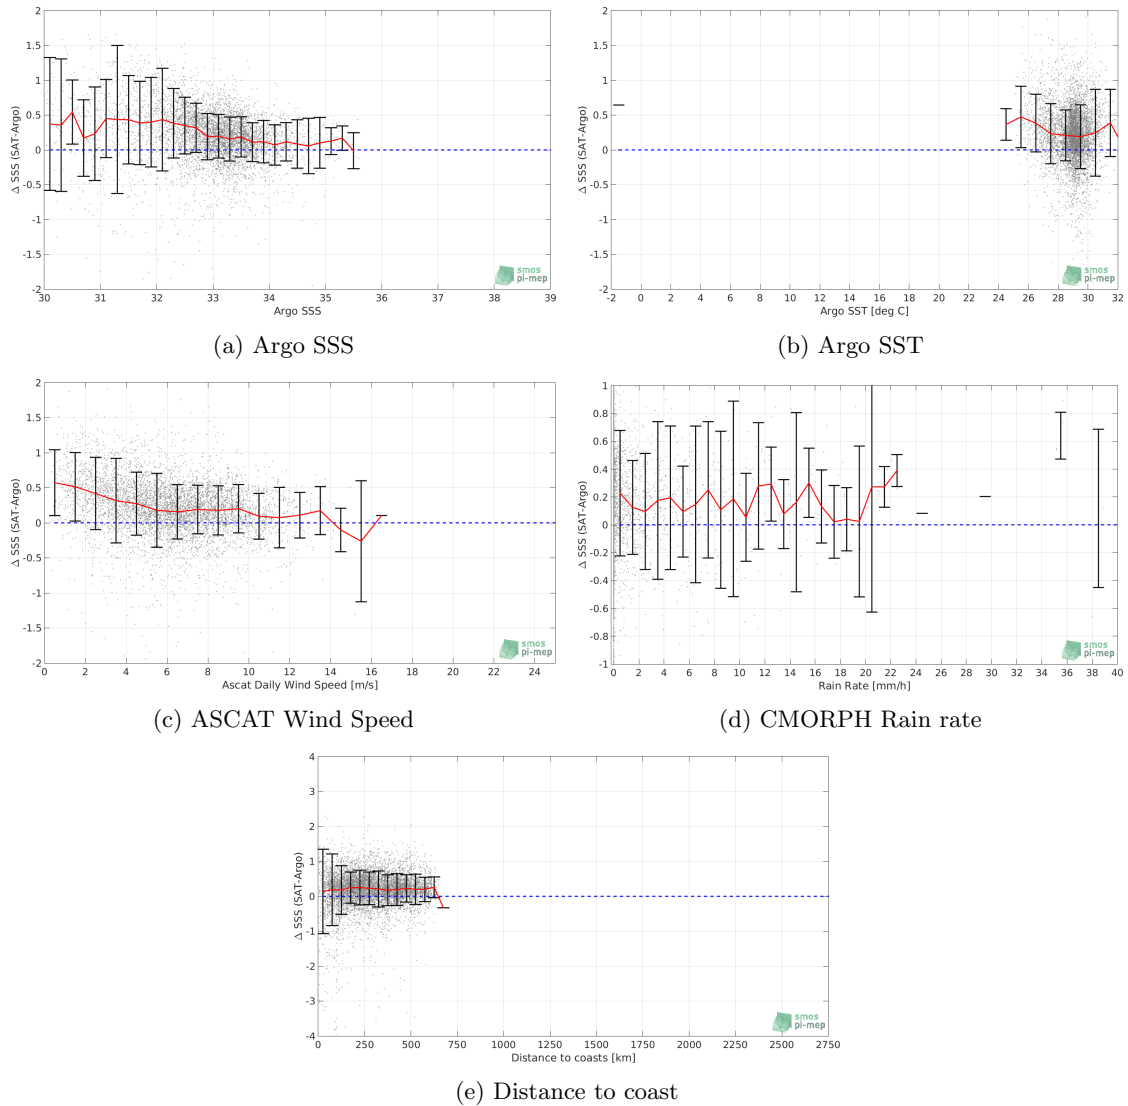 2
1.5
1
0.5
0
-0.5
-1
-1.5
-2
Δ SSS (SAT-Argo)
30 31 32 33 34 35 36 37 38 39
Argo SSS
smos
pi-mep
(a) Argo SSS
2
1.5
1
0.5
0
-0.5
-1
-1.5
-2
Δ SSS (SAT-Argo)
-2 0 2 4 6 8 10 12 14 16 18 20 22 24 26 28 30 32
Argo SST [deg C]
smos
pi-mep
(b) Argo SST
2
1.5
1
0.5
0
-0.5
-1
-1.5
-2
Δ SSS (SAT-Argo)
0 2 4 6 8 10 12 14 16 18 20 22 24
Ascat Daily Wind Speed [m/s]
smos
pi-mep
(c) ASCAT Wind Speed
1
0.8
0.6
0.4
0.2
0
-0.2
-0.4
-0.6
-0.8
-1
Δ SSS (SAT-Argo)
0 2 4 6 8 10 12 14 16 18 20 22 24 26 28 30 32 34 36 38 40
Rain Rate [mm/h]
smos
pi-mep
(d) CMORPH Rain rate
4
3
2
1
0
-1
-2
-3
-4
Δ SSS (SAT-Argo)
0 250 500 750 1000 1250 1500 1750 2000 2250 2500 2750
Distance to coasts [km]
smos
pi-mep
(e) Distance to coast